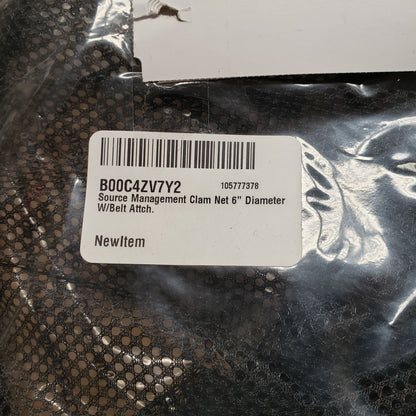 B00C4ZV7Y2 105777378
Source Management Clam Net 6" Diameter
W/Belt Attch.
NewItem